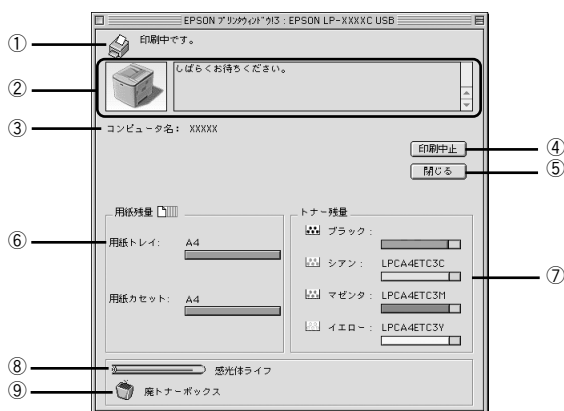 EPSON プリンタウィンドウ!3 : EPSON LP-XXXXC USB
① 印刷中です。
② しばらくお待ちください。
③ コンピュータ名: XXXXX
印刷中止 ④
閉じる ⑤
用紙残量
⑥ 用紙トレイ: A4
用紙カセット: A4
トナー残量
ブラック:
シアン: LPCA4ETC3C
⑦
マゼンタ: LPCA4ETC3M
イエロー: LPCA4ETC3Y
⑧ 感光体ライフ
⑨ 廃トナーボックス